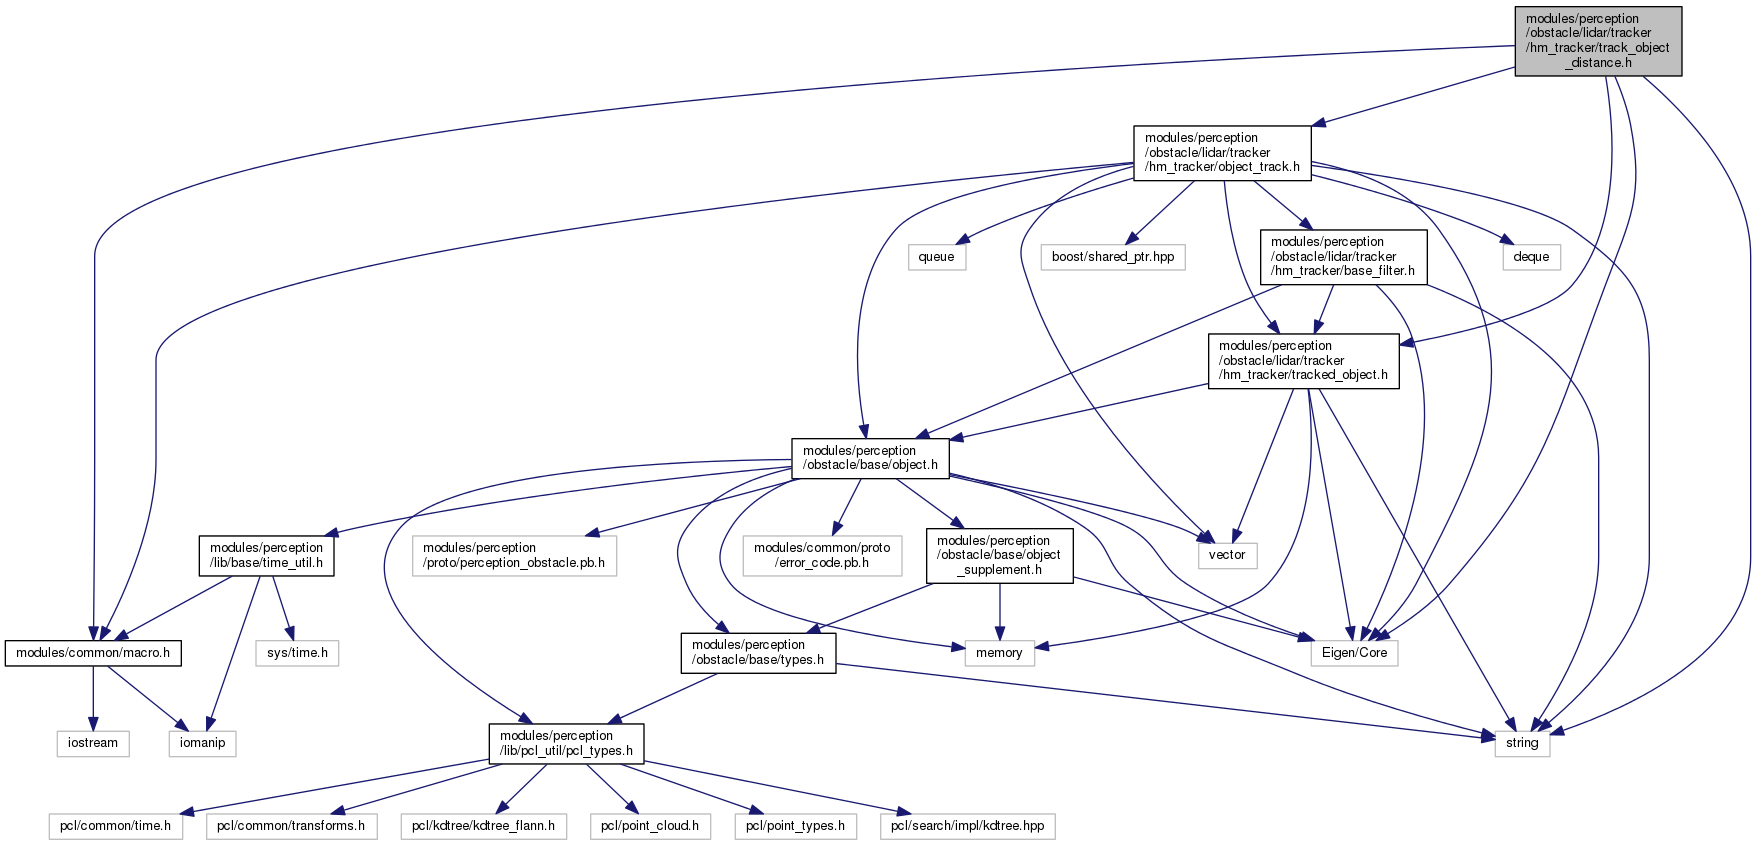 modules/perception
/obstacle/lidar/tracker
/hm_tracker/track_object
_distance.h
modules/perception
/obstacle/lidar/tracker
/hm_tracker/object_track.h
queue
boost/shared_ptr.hpp
modules/perception
/obstacle/lidar/tracker
/hm_tracker/base_filter.h
deque
modules/perception
/obstacle/lidar/tracker
/hm_tracker/tracked_object.h
modules/perception
/obstacle/base/object.h
modules/perception
/lib/base/time_util.h
modules/perception
/proto/perception_obstacle.pb.h
modules/common/proto
/error_code.pb.h
modules/perception
/obstacle/base/object
_supplement.h
vector
modules/common/macro.h
sys/time.h
modules/perception
/obstacle/base/types.h
memory
Eigen/Core
iostream
iomanip
modules/perception
/lib/pcl_util/pcl_types.h
string
pcl/common/time.h
pcl/common/transforms.h
pcl/kdtree/kdtree_flann.h
pcl/point_cloud.h
pcl/point_types.h
pcl/search/impl/kdtree.hpp